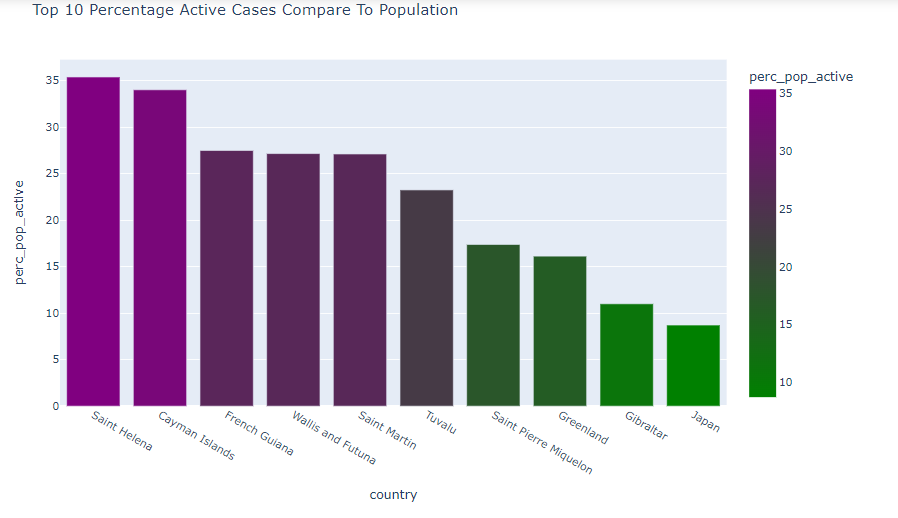 Top 10 Percentage Active Cases Compare To Population
perc_pop_active
35
30
25
20
15
10
5
0
perc_pop_active
Saint Helena
Cayman Islands
French Guiana
Wallis and Futuna
Saint Martin
Tuvalu
Saint Pierre Miquelon
Greenland
Gibraltar
Japan
country
35
30
25
20
15
10